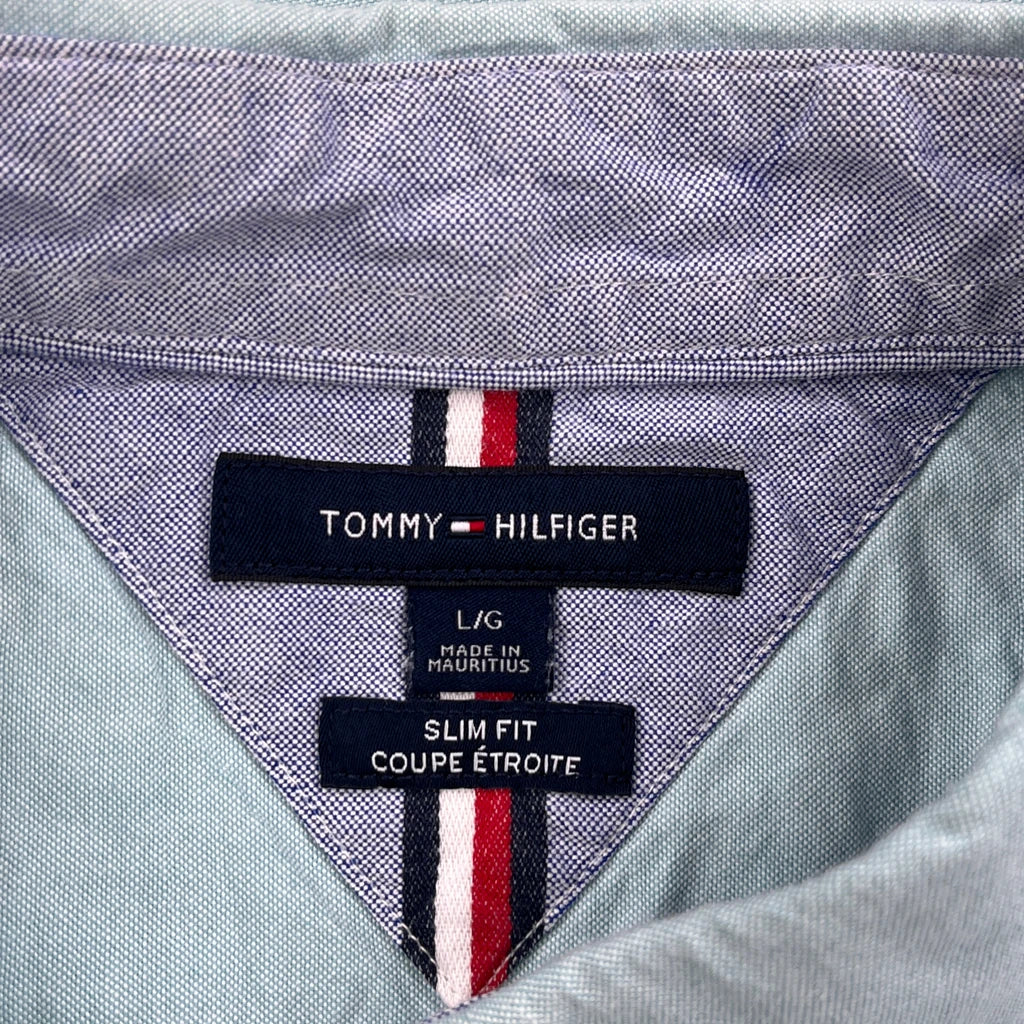 TOMMY HILFIGER
L/G
MADE IN
MAURITIUS
SLIM FIT
COUPE ÉTROITE